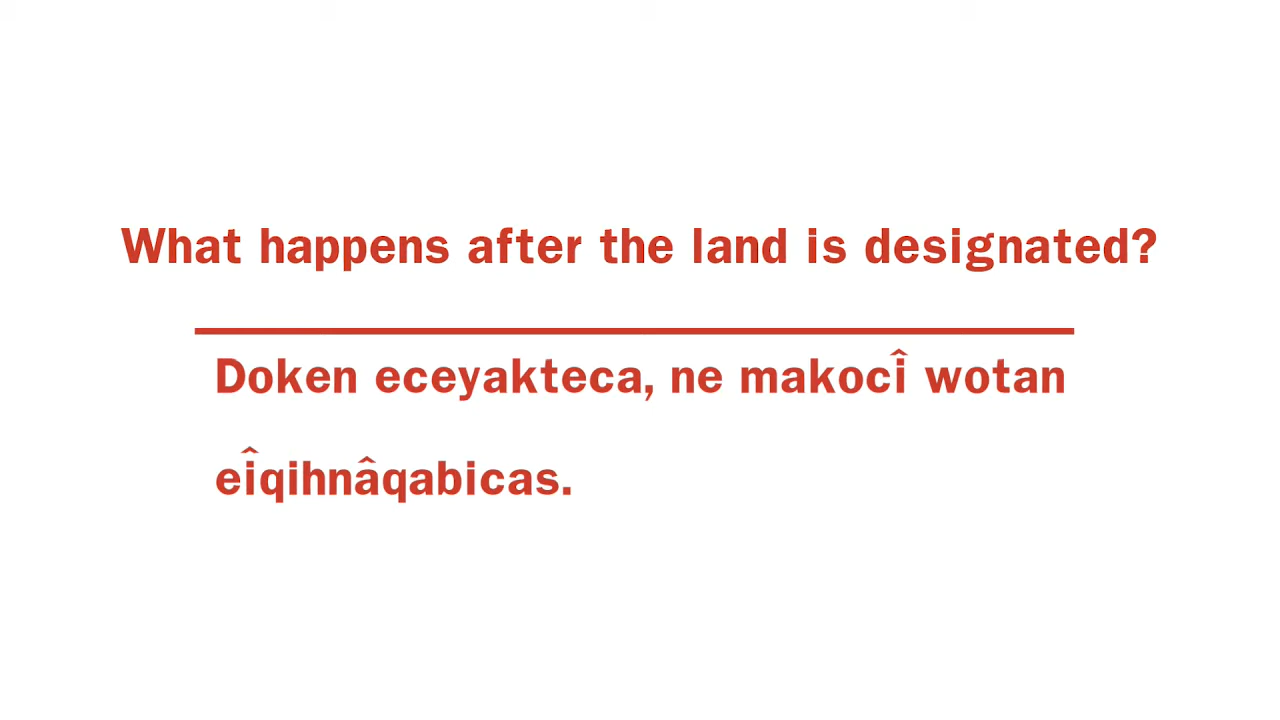 What happens after the land is designated?
Doken eceyakteca, ne makocî wotan
eîqihnâqabicas.